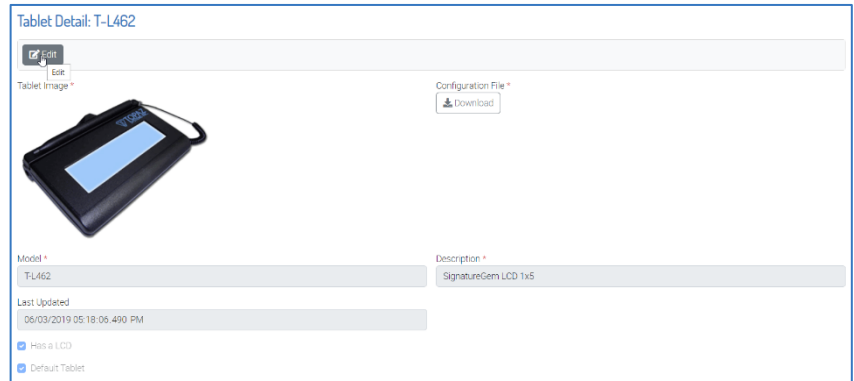 Tablet Detail: T-L462
Edit
Edit
Tablet Image *
Configuration File *
Download
TOPAZ
Model *
Description *
T-L462
SignatureGem LCD 1x5
Last Updated
06/03/2019 05:18:06.490 PM
Has a LCD
Default Tablet